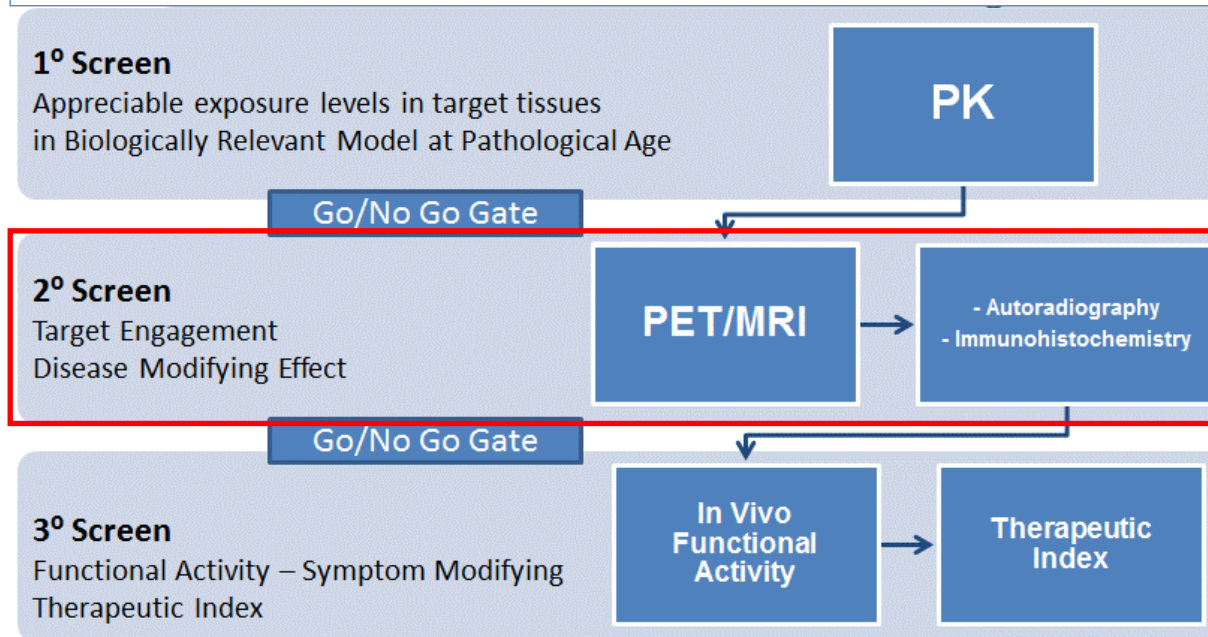 1º Screen
Appreciable exposure levels in target tissues
in Biologically Relevant Model at Pathological Age
PK
Go/No Go Gate
2º Screen
Target Engagement
Disease Modifying Effect
PET/MRI
- Autoradiography
- Immunohistochemistry
Go/No Go Gate
3º Screen
Functional Activity – Symptom Modifying
Therapeutic Index
In Vivo
Functional
Activity
Therapeutic
Index